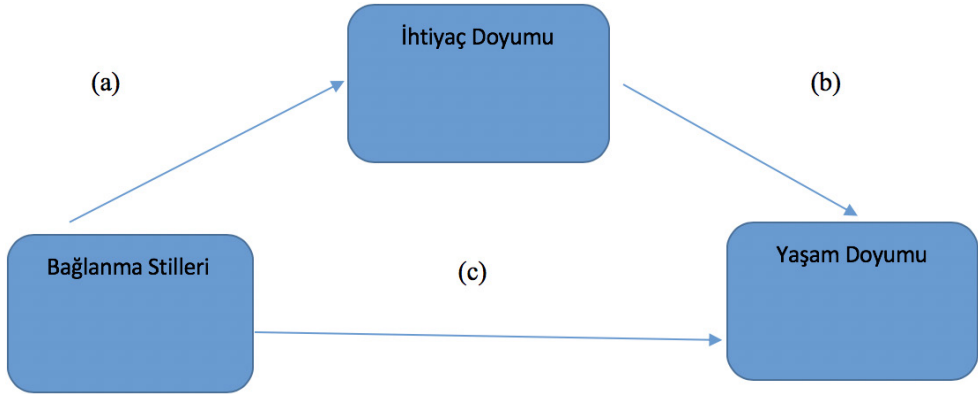 İhtiyaç Doyumu
(a)
(b)
Bağlanma Stilleri
(c)
Yaşam Doyumu